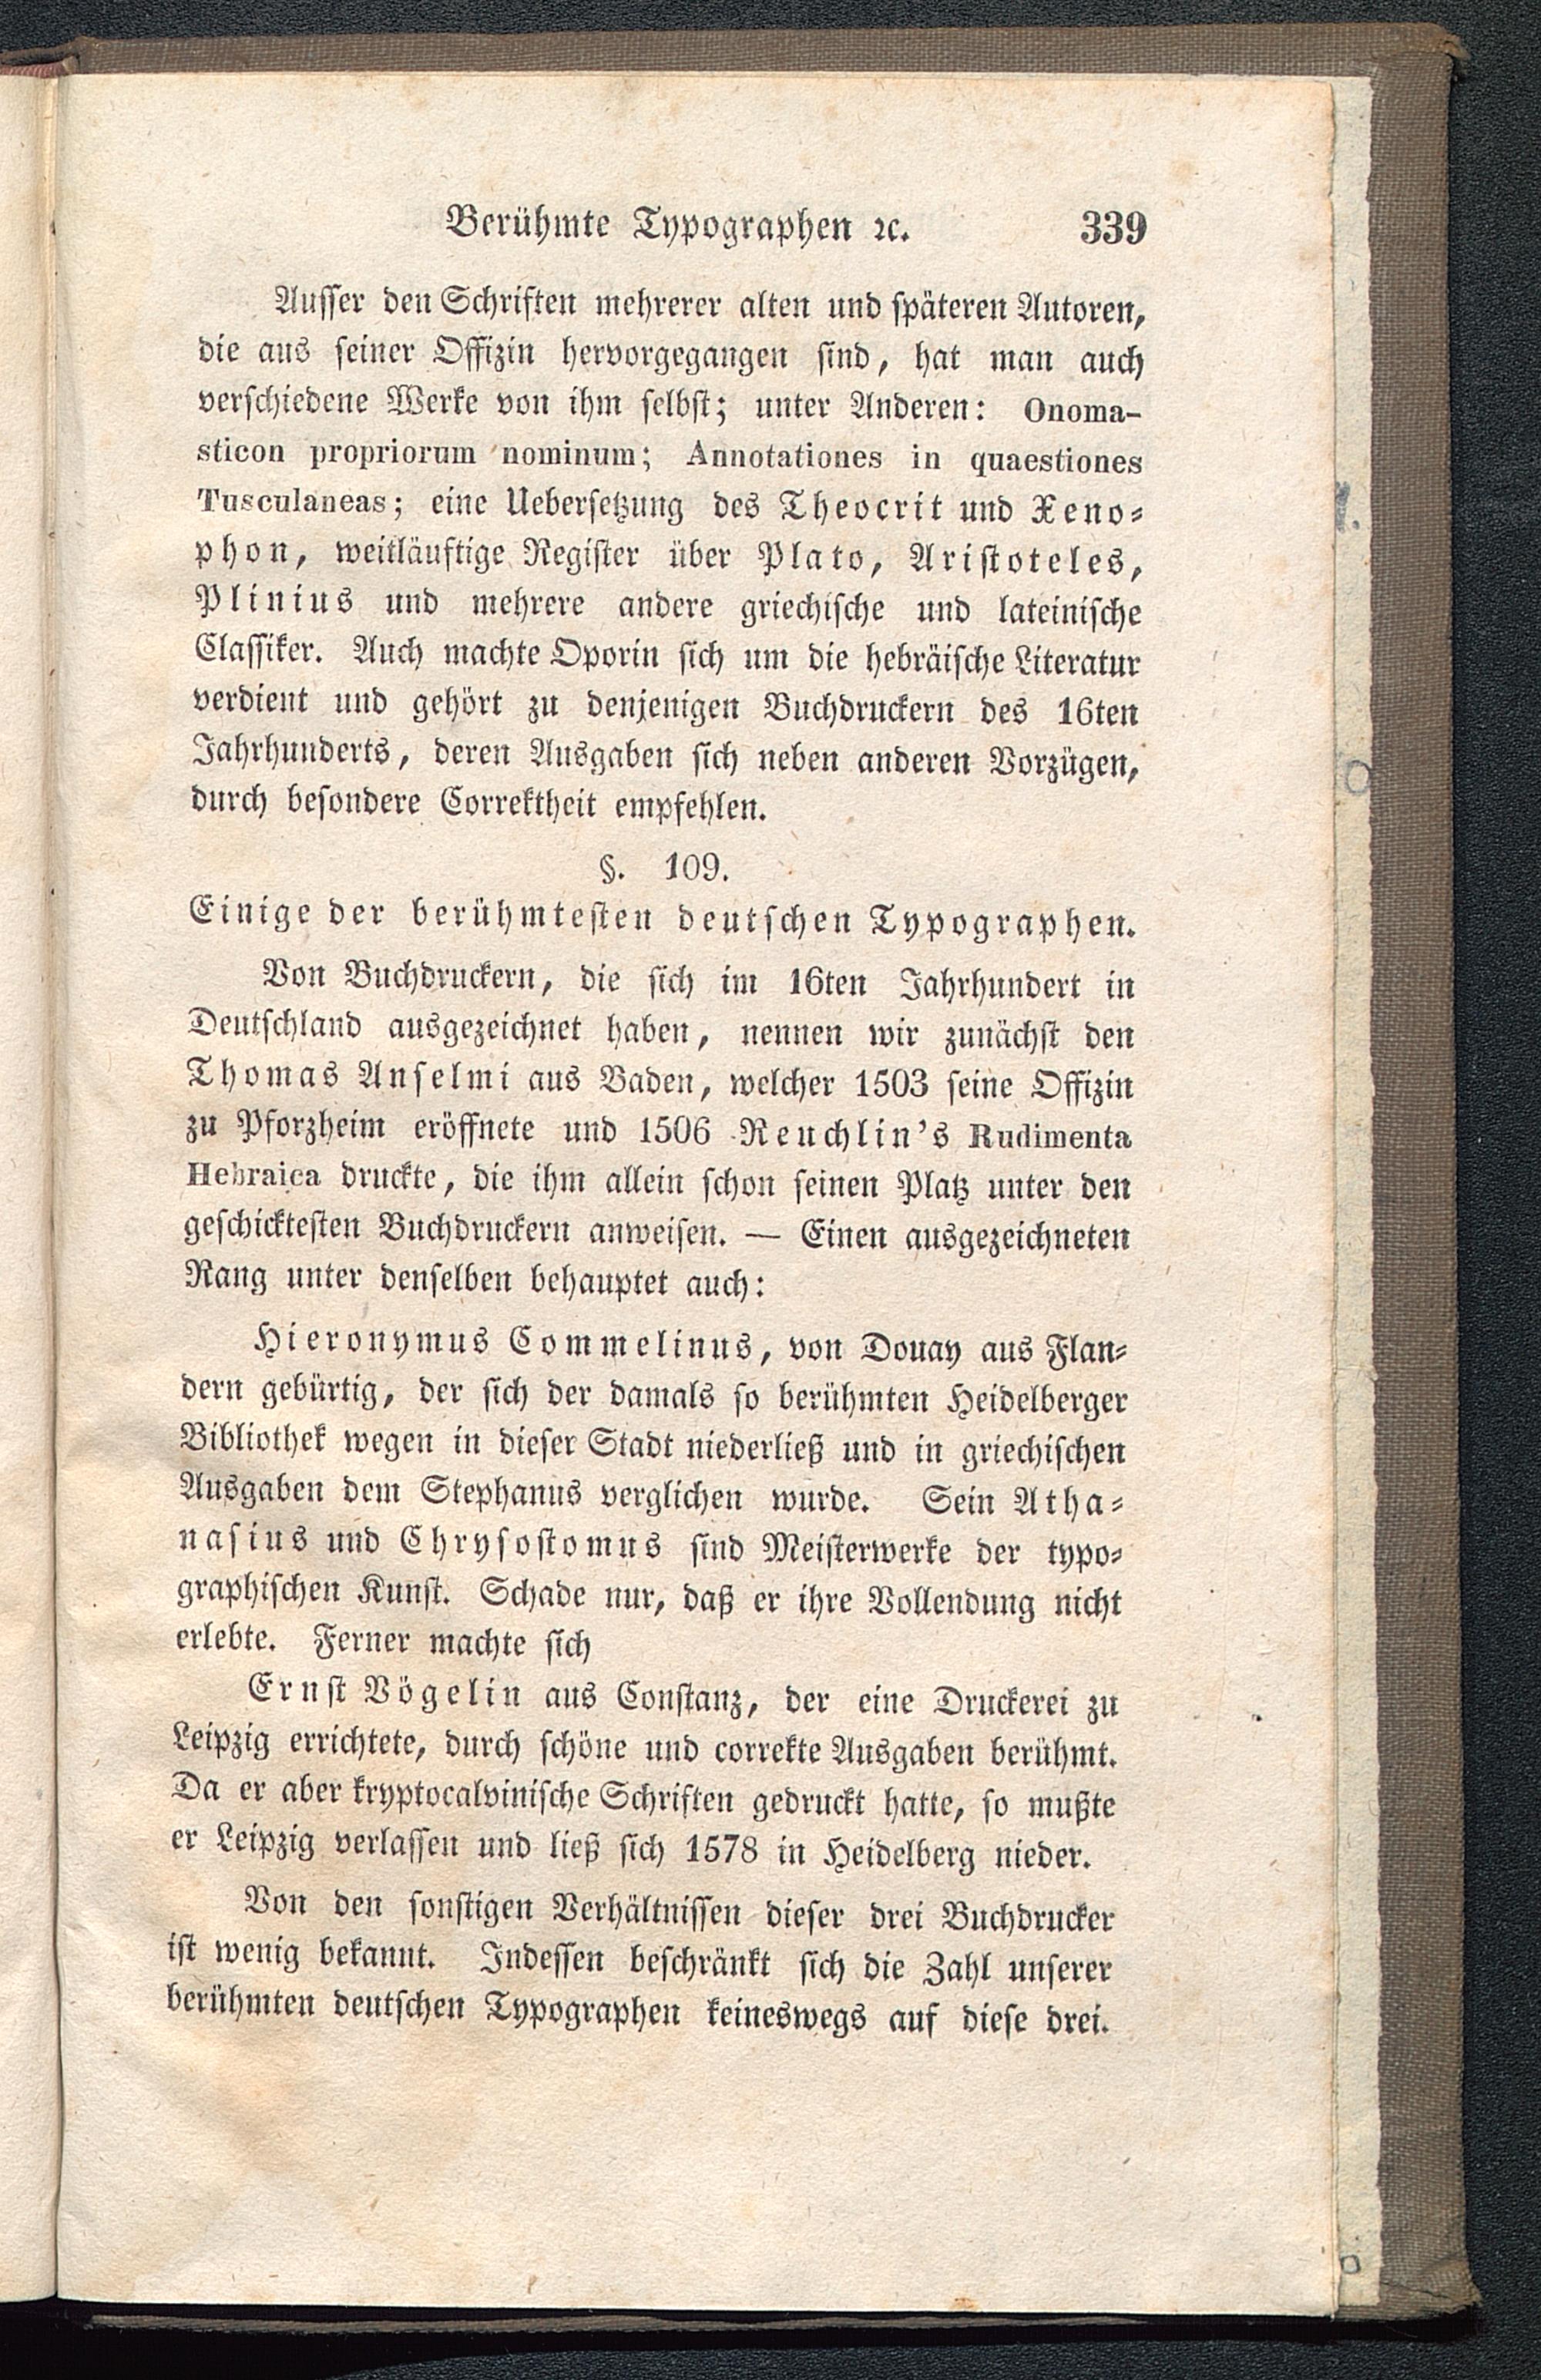 Berühmte Typographen ꝛc. 339
Ausser den Schriften mehrerer alten und späteren Autoren,
die aus seiner Offizin hervorgegangen sind, hat man auch
verschiedene Werke von ihm selbst; unter Anderen: Onoma-
sticon propriorum nominum; Annotationes in quaestiones
Tusculaneas; eine Uebersetzung des Theocrit und Xeno-
phon, weitläuftige Register über Plato, Aristoteles,
Plinius und mehrere andere griechische und lateinische
Classiker. Auch machte Oporin sich um die hebräische Literatur
verdient und gehört zu denjenigen Buchdruckern des 16ten
Jahrhunderts, deren Ausgaben sich neben anderen Vorzügen,
durch besondere Correktheit empfehlen.
§. 109.
Einige der berühmtesten deutschen Typographen.
Von Buchdruckern, die sich im 16ten Jahrhundert in
Deutschland ausgezeichnet haben, nennen wir zunächst den
Thomas Anselmi aus Baden, welcher 1503 seine Offizin
zu Pforzheim eröffnete und 1506 Reuchlin's Rudimenta
Hebraica druckte, die ihm allein schon seinen Platz unter den
geschicktesten Buchdruckern anweisen. — Einen ausgezeichneten
Rang unter denselben behauptet auch:
Hieronymus Commelinus, von Douay aus Flan-
dern gebürtig, der sich der damals so berühmten Heidelberger
Bibliothek wegen in dieser Stadt niederließ und in griechischen
Ausgaben dem Stephanus verglichen wurde. Sein Atha-
nasius und Chrysostomus sind Meisterwerke der typo-
graphischen Kunst. Schade nur, daß er ihre Vollendung nicht
erlebte. Ferner machte sich
Ernst Vögelin aus Constanz, der eine Druckerei zu
Leipzig errichtete, durch schöne und correkte Ausgaben berühmt.
Da er aber kryptocalvinische Schriften gedruckt hatte, so mußte
er Leipzig verlassen und ließ sich 1578 in Heidelberg nieder.
Von den sonstigen Verhältnissen dieser drei Buchdrucker
ist wenig bekannt. Indessen beschränkt sich die Zahl unserer
berühmten deutschen Typographen keineswegs auf diese drei.